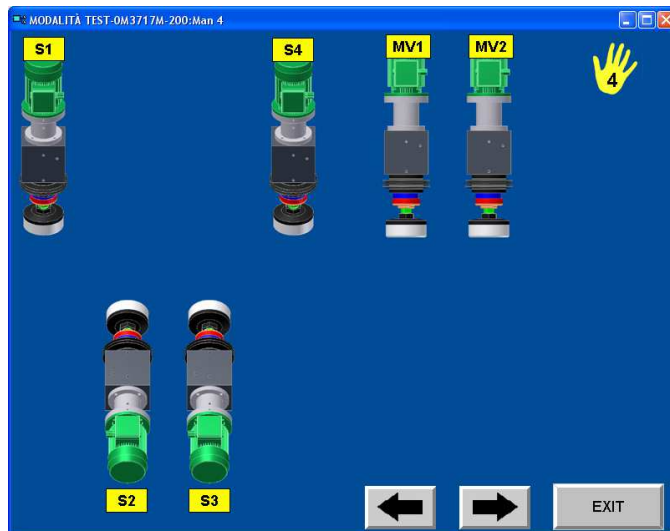 MODALITÀ TEST-0M3717M-200:Man 4
S1
S4
MV1
MV2
4
S2
S3
EXIT